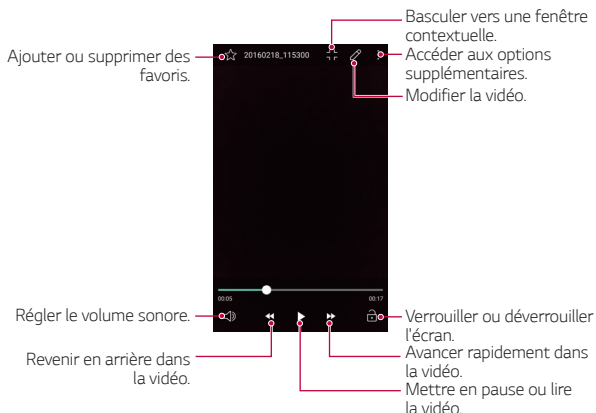 Basculer vers une fenêtre
contextuelle.
Ajouter ou supprimer des
favoris.
20160218_115300
Accéder aux options
supplémentaires.
Modifier la vidéo.
00:05
00:17
Régler le volume sonore.
Verrouiller ou déverrouiller
l'écran.
Revenir en arrière dans
la vidéo.
Avancer rapidement dans
la vidéo.
Mettre en pause ou lire
la vidéo.